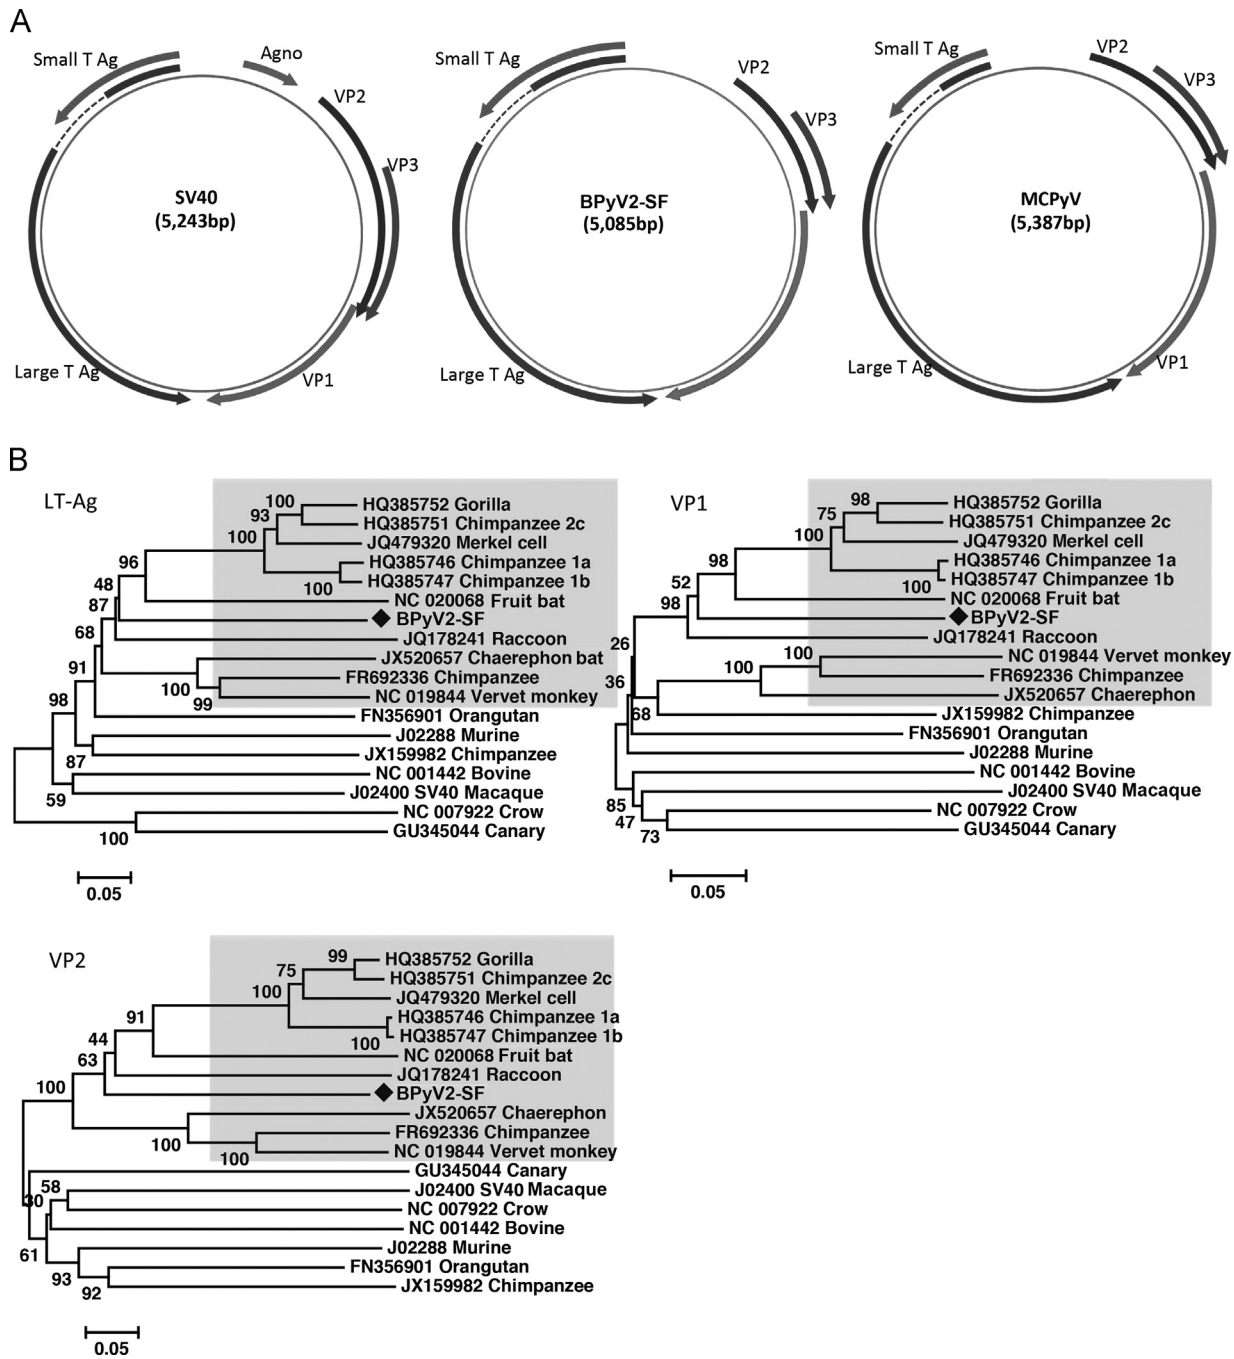 A
Small T Ag
Agno
VP2
VP3
SV40
(5,243bp)
Large T Ag
VP1
Small T Ag
VP2
VP3
BPyV2-SF
(5,085bp)
Large T Ag
Small T Ag
VP2
VP3
MCPyV
(5,387bp)
Large T Ag
VP1
B
LT-Ag
100
HQ385752 Gorilla
93
HQ385751 Chimpanzee 2c
100
JQ479320 Merkel cell
96
HQ385746 Chimpanzee 1a
100
HQ385747 Chimpanzee 1b
48
NC 020068 Fruit bat
87
BPyV2-SF
68
JQ178241 Raccoon
91
JX520657 Chaerephon bat
100
FR692336 Chimpanzee
99
NC 019844 Vervet monkey
98
FN356901 Orangutan
J02288 Murine
87
JX159982 Chimpanzee
NC 001442 Bovine
59
J02400 SV40 Macaque
NC 007922 Crow
100
GU345044 Canary
0.05
VP1
98
HQ385752 Gorilla
75
HQ385751 Chimpanzee 2c
100
JQ479320 Merkel cell
98
HQ385746 Chimpanzee 1a
100
HQ385747 Chimpanzee 1b
52
NC 020068 Fruit bat
98
BPyV2-SF
JQ178241 Raccoon
26
100
NC 019844 Vervet monkey
100
FR692336 Chimpanzee
36
JX520657 Chaerephon
68
JX159982 Chimpanzee
FN356901 Orangutan
J02288 Murine
NC 001442 Bovine
85
J02400 SV40 Macaque
47
NC 007922 Crow
73
GU345044 Canary
0.05
VP2
99
HQ385752 Gorilla
75
HQ385751 Chimpanzee 2c
100
JQ479320 Merkel cell
91
HQ385746 Chimpanzee 1a
100
HQ385747 Chimpanzee 1b
44
NC 020068 Fruit bat
63
JQ178241 Raccoon
100
BPyV2-SF
JX520657 Chaerephon
100
FR692336 Chimpanzee
100
NC 019844 Vervet monkey
GU345044 Canary
58
J02400 SV40 Macaque
30
NC 007922 Crow
NC 001442 Bovine
61
J02288 Murine
93
FN356901 Orangutan
92
JX159982 Chimpanzee
0.05